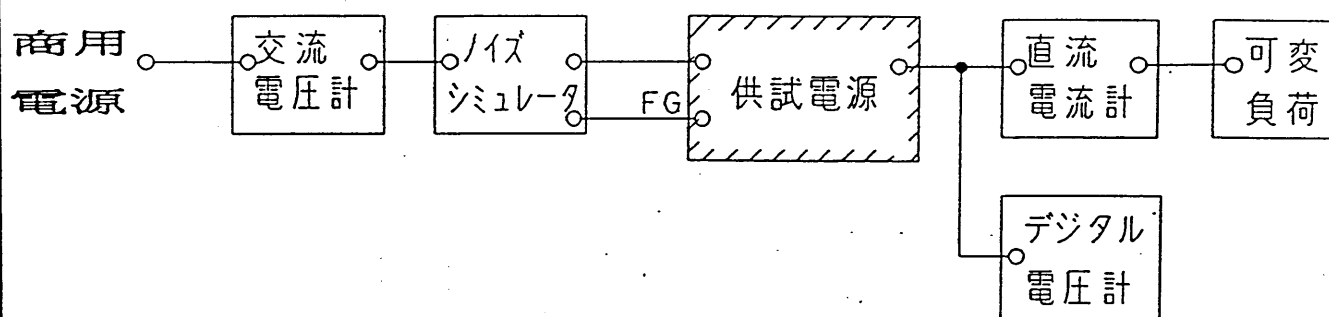 商用
電源
交流
電圧計
ノイズ
シミュレータ
FG
供試電源
直流
電流計
可変
負荷
デジタル
電圧計